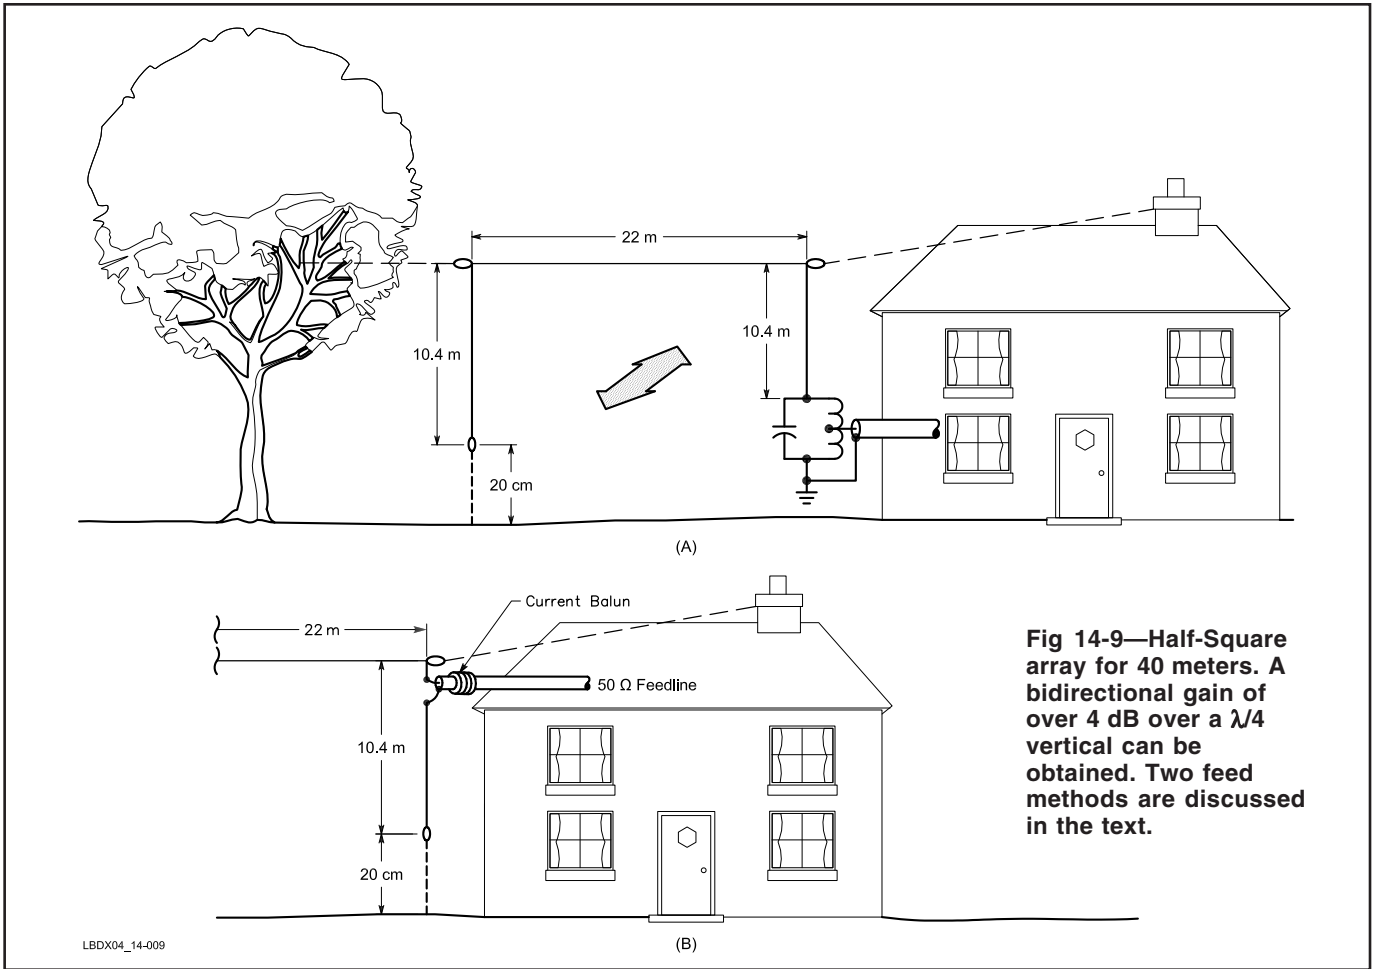 22 m
10.4 m
10.4 m
20 cm
(A)
Current Balun
22 m
50 Ω Feedline
10.4 m
20 cm
(B)
Fig 14-9—Half-Square
array for 40 meters. A
bidirectional gain of
over 4 dB over a λ/4
vertical can be
obtained. Two feed
methods are discussed
in the text.
LBDX04_14-009